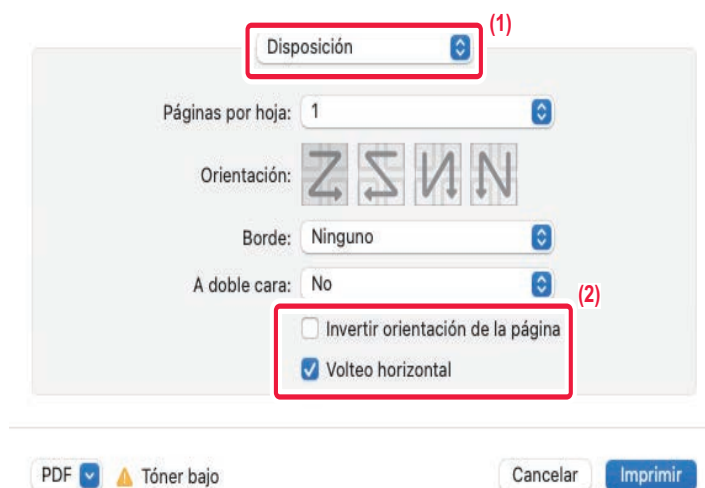 (1)
Disposición
Páginas por hoja: 1
Orientación:
Borde: Ninguno
A doble cara: No
(2)
Invertir orientación de la página
Volteo horizontal
PDF Tóner bajo Cancelar Imprimir